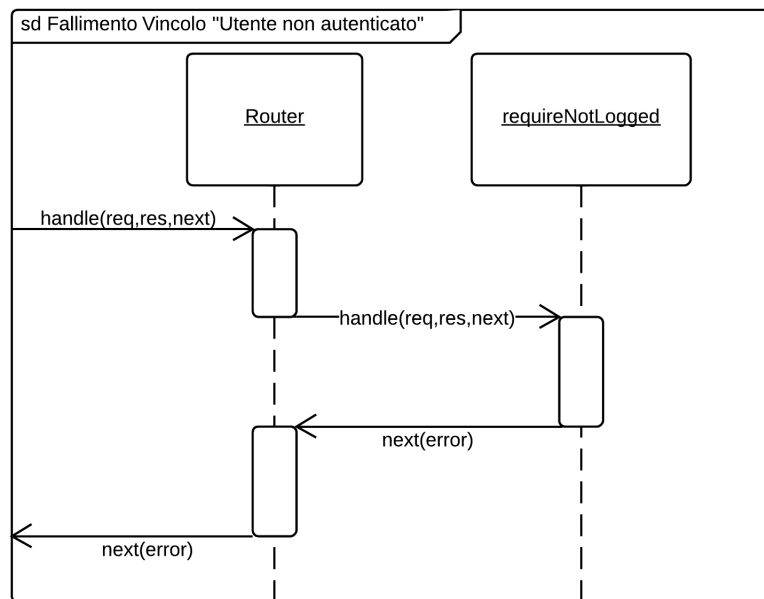 sd Fallimento Vincolo "Utente non autenticato"
Router
requireNotLogged
handle(req,res,next)
handle(req,res,next)
next(error)
next(error)